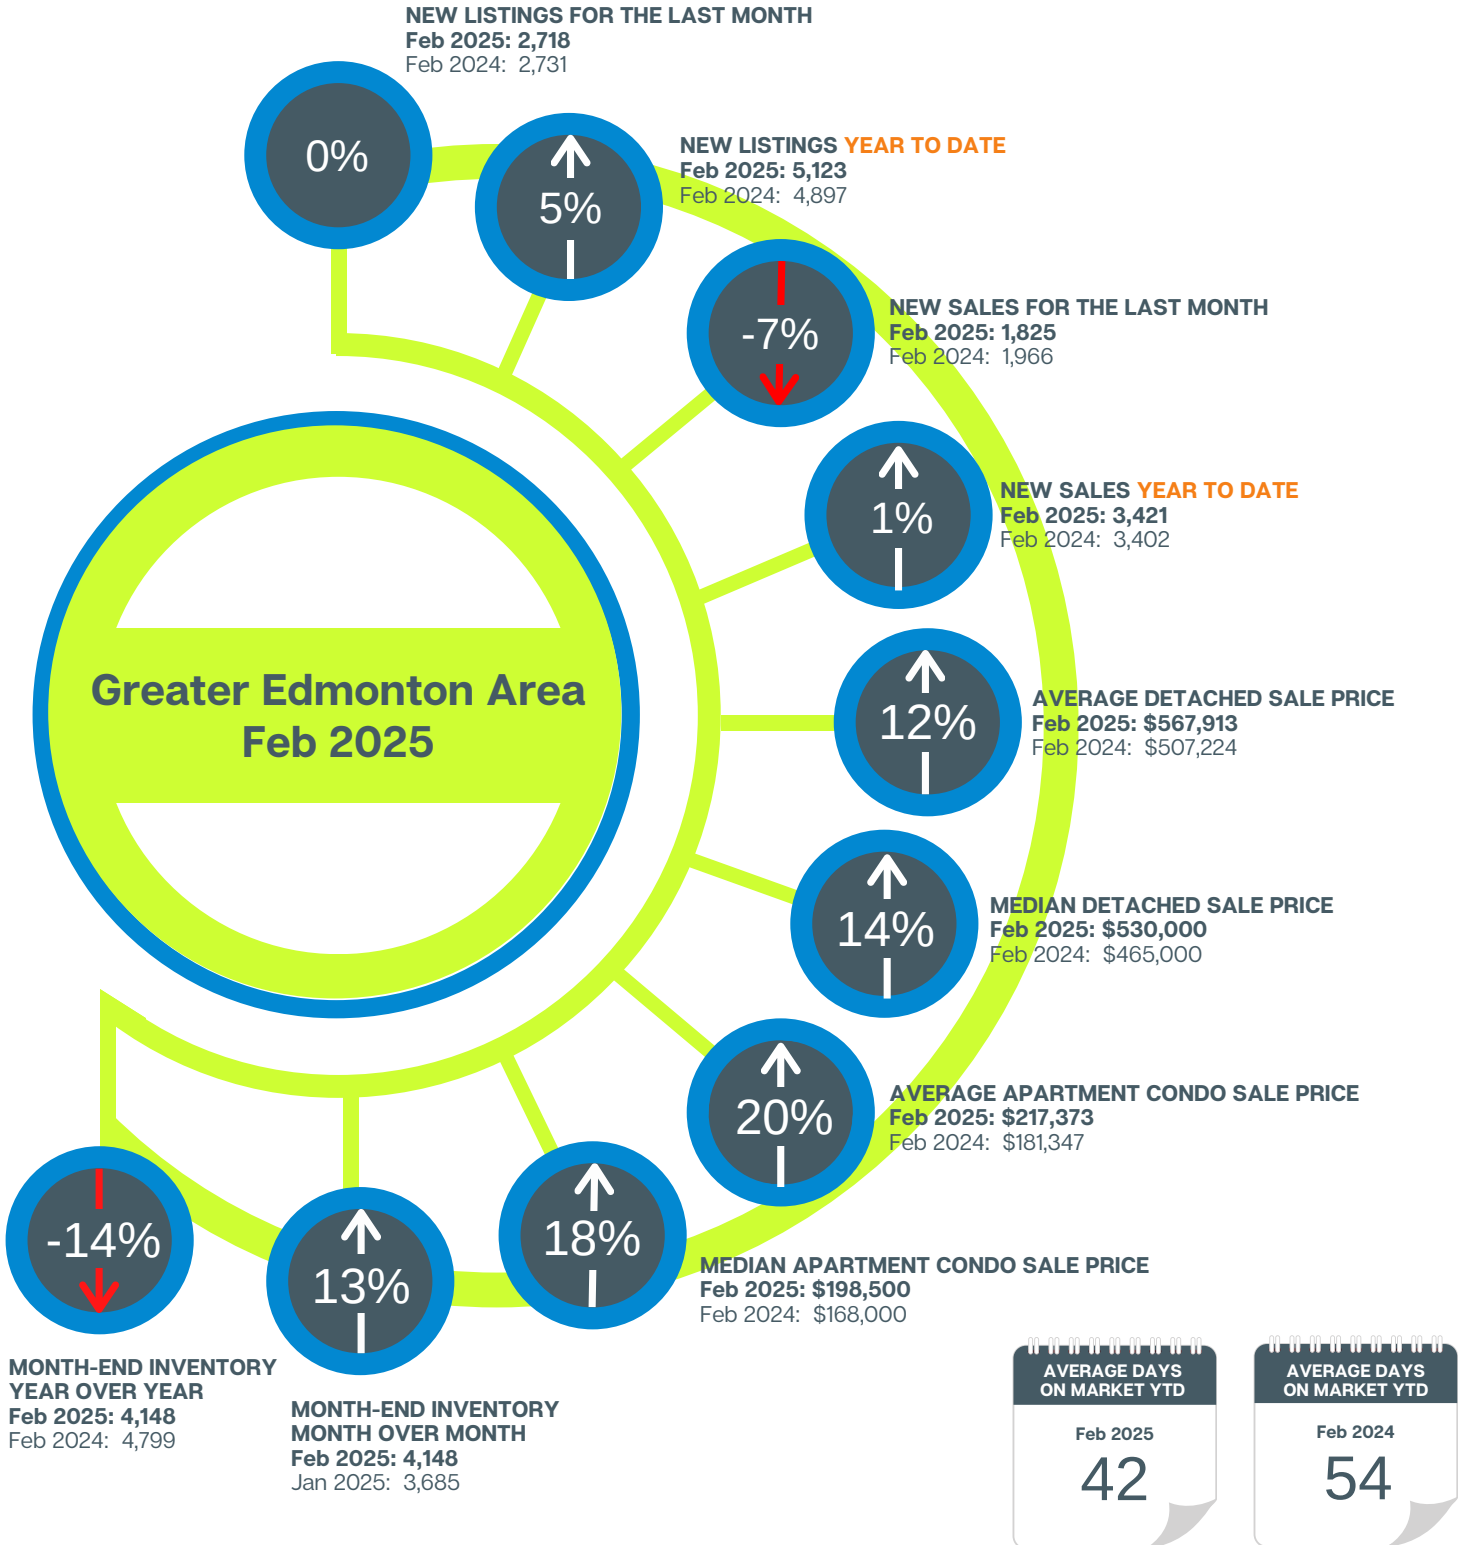 NEW LISTINGS FOR THE LAST MONTH
Feb 2025: 2,718
Feb 2024: 2,731
0%
NEW LISTINGS YEAR TO DATE
Feb 2025: 5,123
Feb 2024: 4,897
5%
NEW SALES FOR THE LAST MONTH
Feb 2025: 1,825
Feb 2024: 1,966
-7%
NEW SALES YEAR TO DATE
Feb 2025: 3,421
Feb 2024: 3,402
1%
Greater Edmonton Area
Feb 2025
AVERAGE DETACHED SALE PRICE
Feb 2025: $567,913
Feb 2024: $507,224
12%
MEDIAN DETACHED SALE PRICE
Feb 2025: $530,000
Feb 2024: $465,000
14%
AVERAGE APARTMENT CONDO SALE PRICE
Feb 2025: $217,373
Feb 2024: $181,347
20%
MEDIAN APARTMENT CONDO SALE PRICE
Feb 2025: $198,500
Feb 2024: $168,000
18%
13%
MONTH-END INVENTORY
MONTH OVER MONTH
Feb 2025: 4,148
Jan 2025: 3,685
-14%
MONTH-END INVENTORY
YEAR OVER YEAR
Feb 2025: 4,148
Feb 2024: 4,799
AVERAGE DAYS
ON MARKET YTD
Feb 2025
42
AVERAGE DAYS
ON MARKET YTD
Feb 2024
54